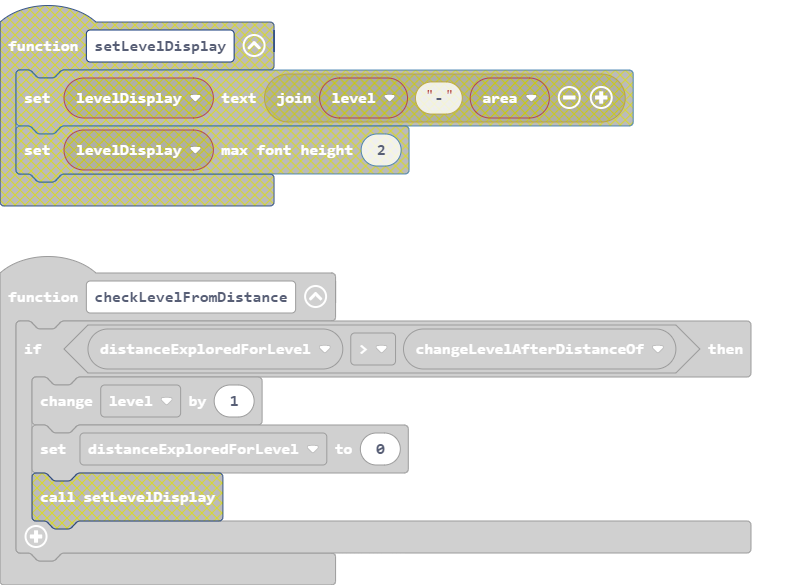 function setLevelDisplay
set levelDisplay text join level "-" area
set levelDisplay max font height 2
function checkLevelFromDistance
if distanceExploredForLevel > changeLevelAfterDistanceOf then
change level by 1
set distanceExploredForLevel to 0
call setLevelDisplay